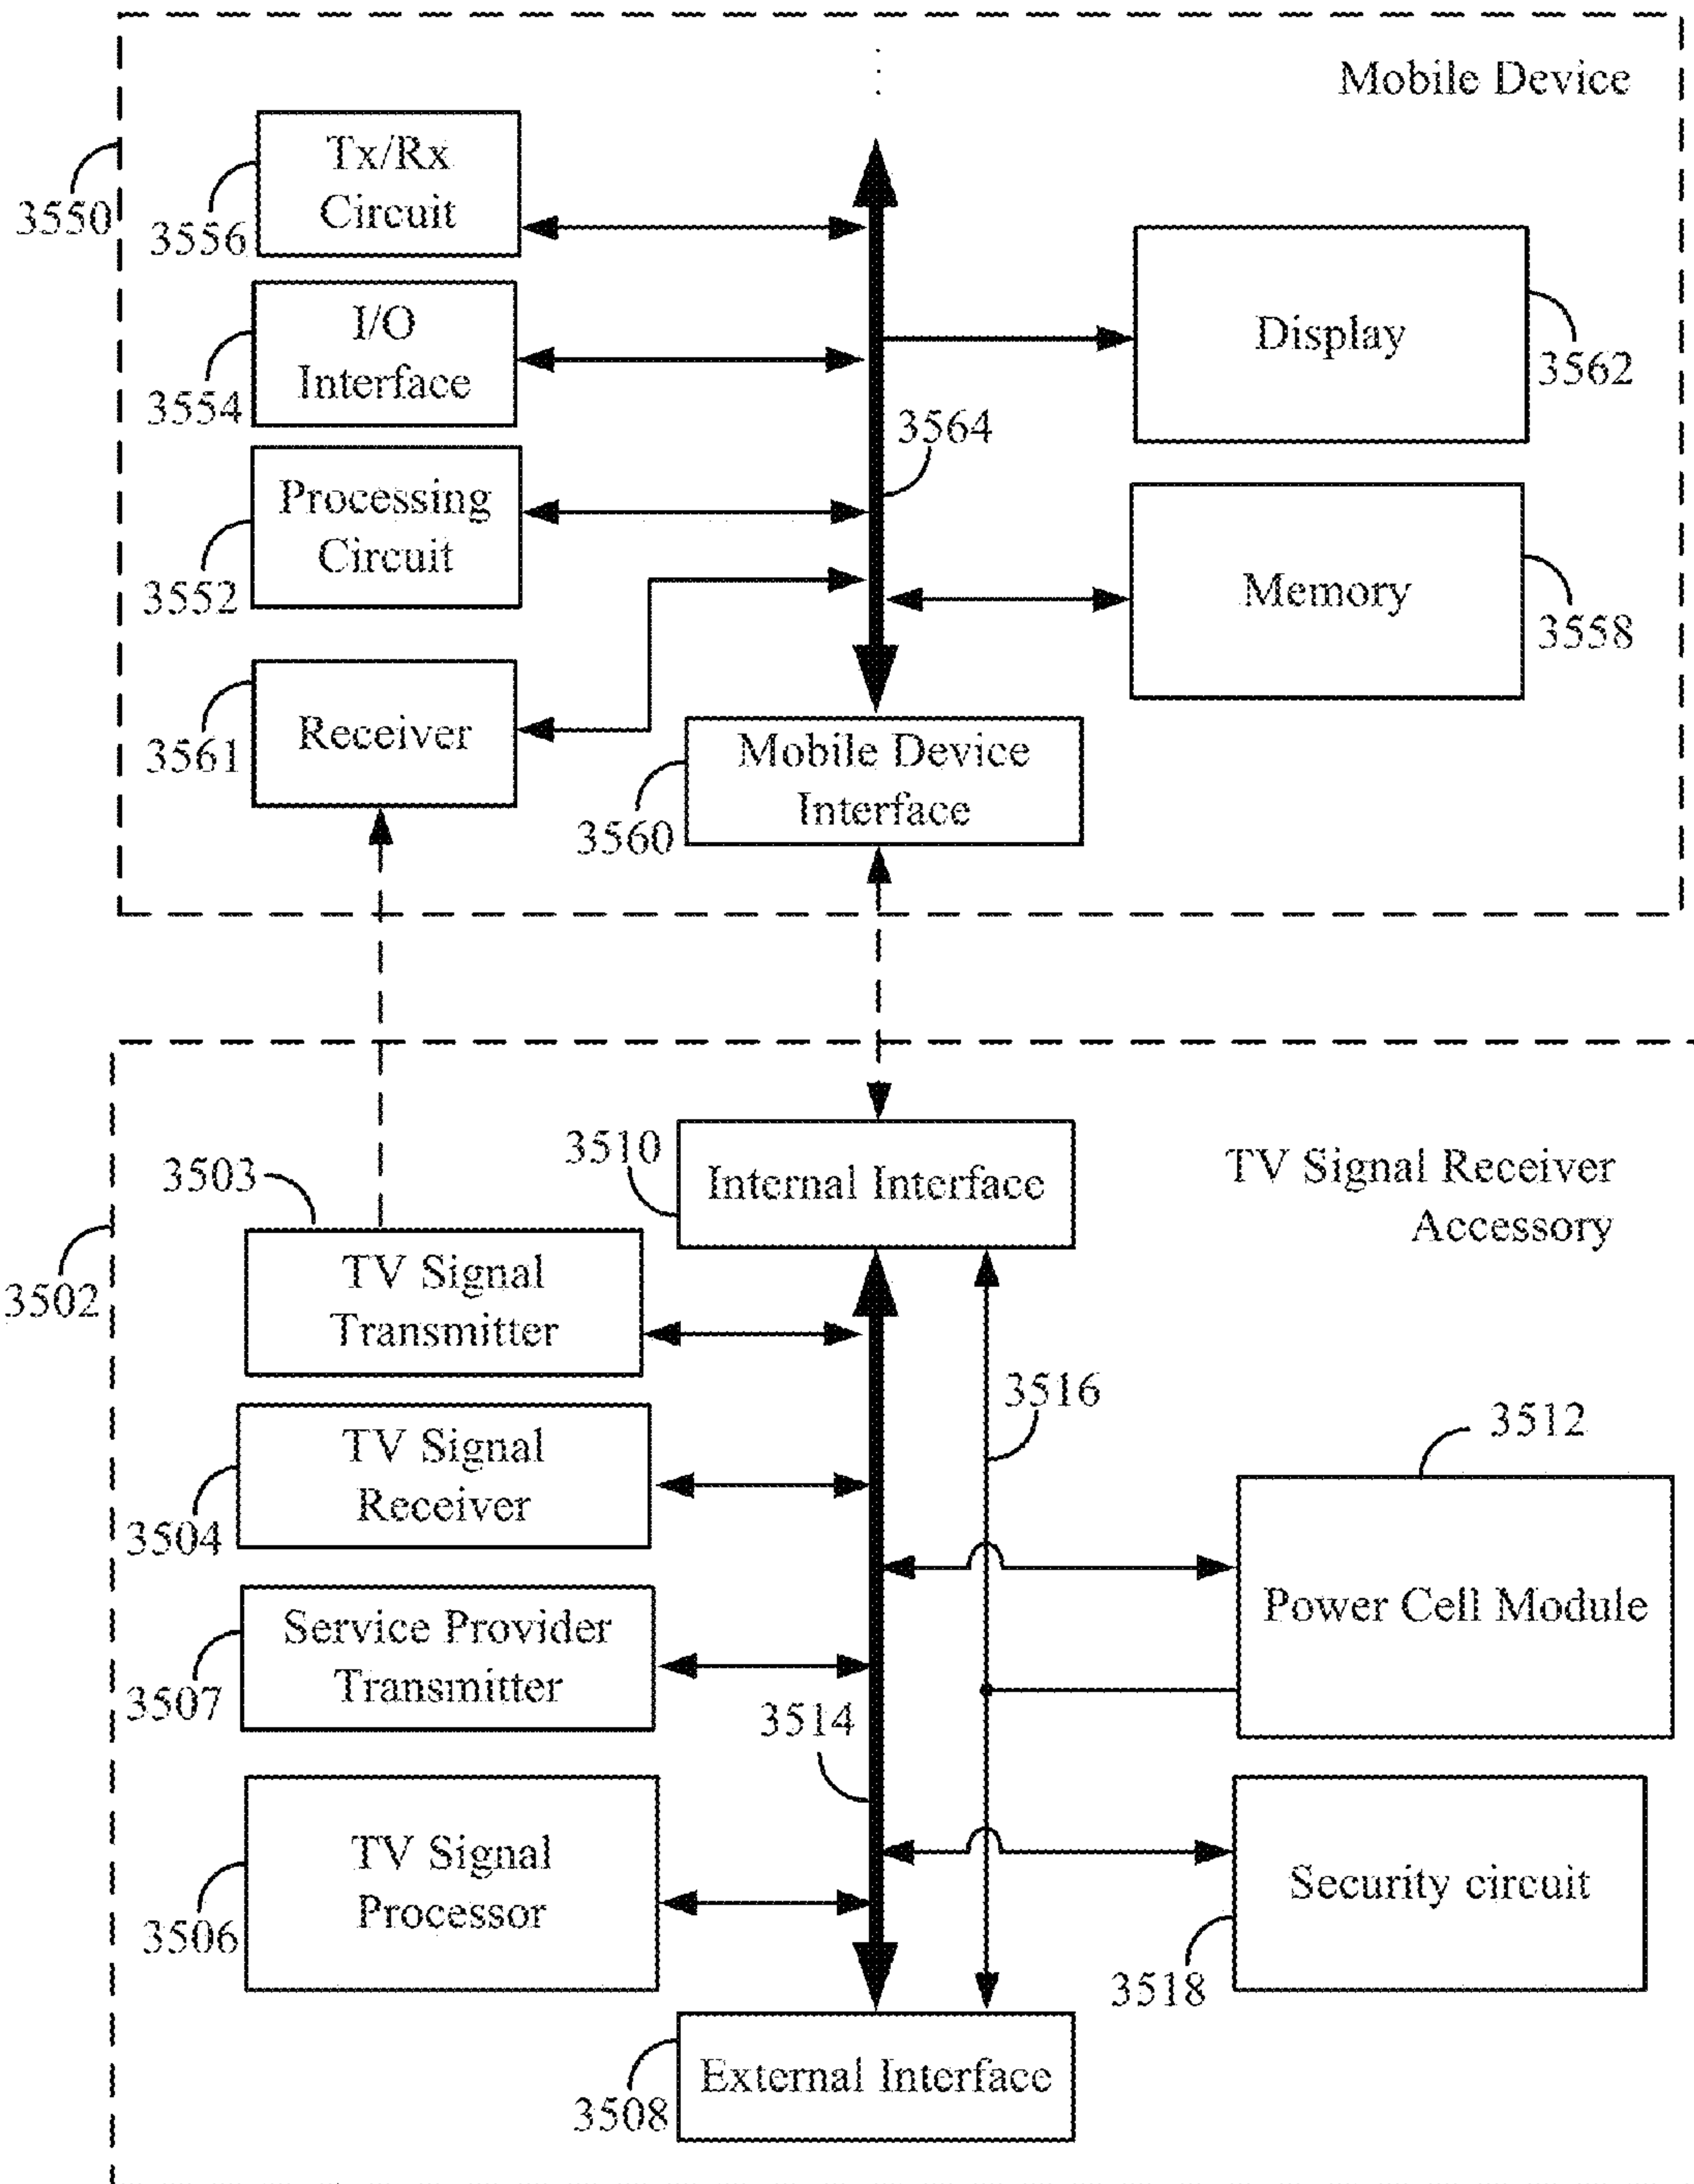 Mobile Device
Tx/Rx
Circuit
3550
3556
I/O
Interface
3554
Display
3562
3564
Processing
Circuit
3552
Memory
3558
Receiver
3561
Mobile Device
Interface
3560
3510
Internal Interface
TV Signal Receiver
Accessory
3503
3502
TV Signal
Transmitter
3516
3512
TV Signal
Receiver
3504
Power Cell Module
Service Provider
Transmitter
3507
3514
TV Signal
Processor
3506
Security circuit
3518
External Interface
3508